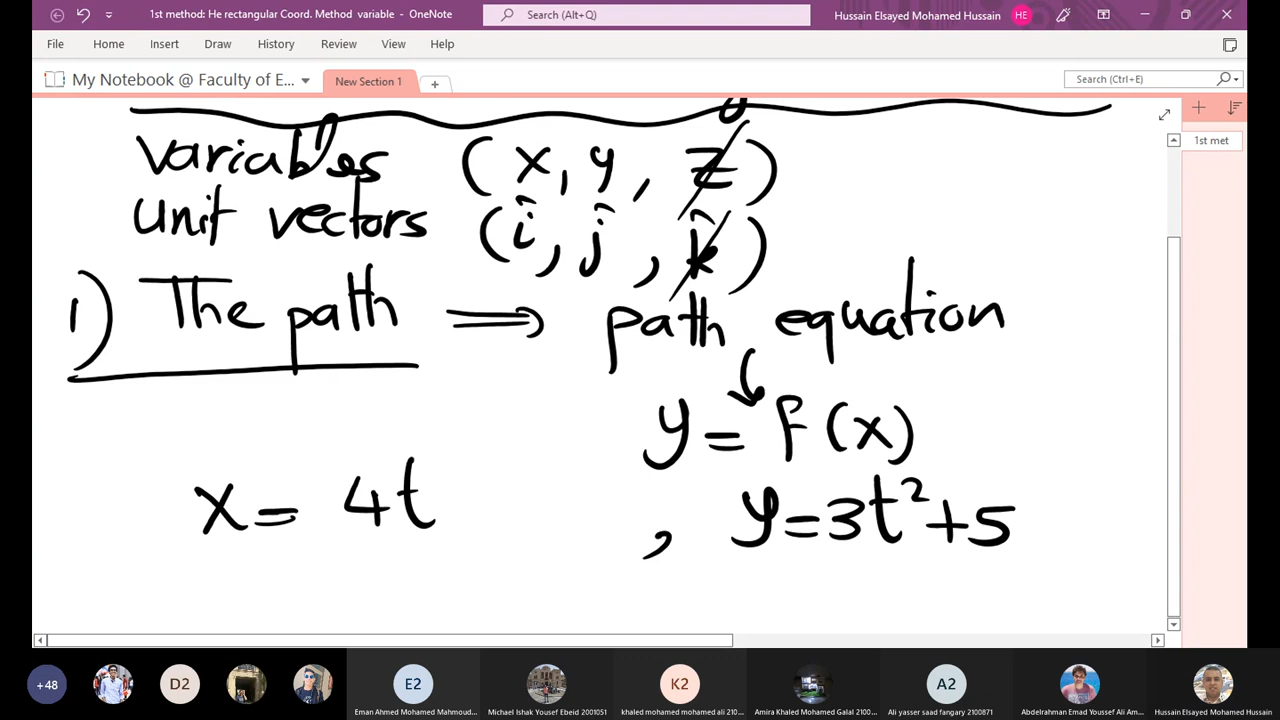 1st method: He rectangular Coord. Method variable - OneNote
Search (Alt+Q)
Hussain Elsayed Mohamed Hussain
HE
File Home Insert Draw History Review View Help
My Notebook @ Faculty of E...
New Section 1
Search (Ctrl+E)
1st met
variables (x, y, z)
unit vectors (î, ĵ, k̂)
1) The path ⟹ path equation
↓
y = f(x)
x = 4t , y = 3t²+5
+48
D2
E2
K2
A2
Eman Ahmed Mohamed Mahmoud...
Michael Ishak Yousef Ebeid 2001051
khaled mohamed mohamed ali 210...
Amira Khaled Mohamed Galal 2100...
Ali yasser saad fangary 2100871
Abdelrahman Emad Youssef Ali Am...
Hussain Elsayed Mohamed Hussain